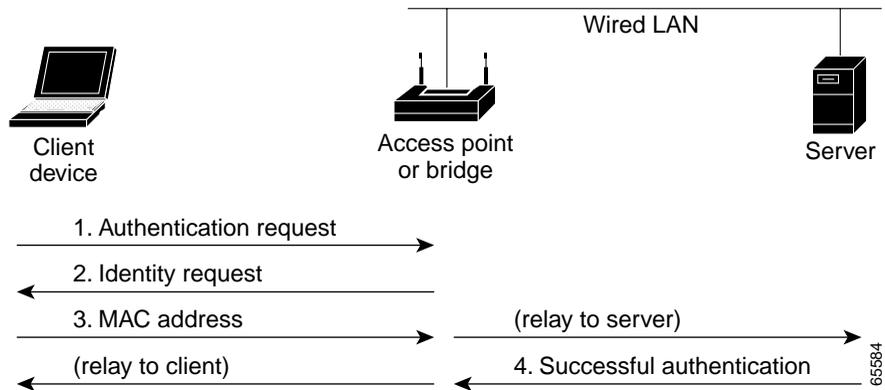 Wired LAN
Client
device
Access point
or bridge
Server
1. Authentication request
2. Identity request
3. MAC address
(relay to server)
(relay to client)
4. Successful authentication
65584